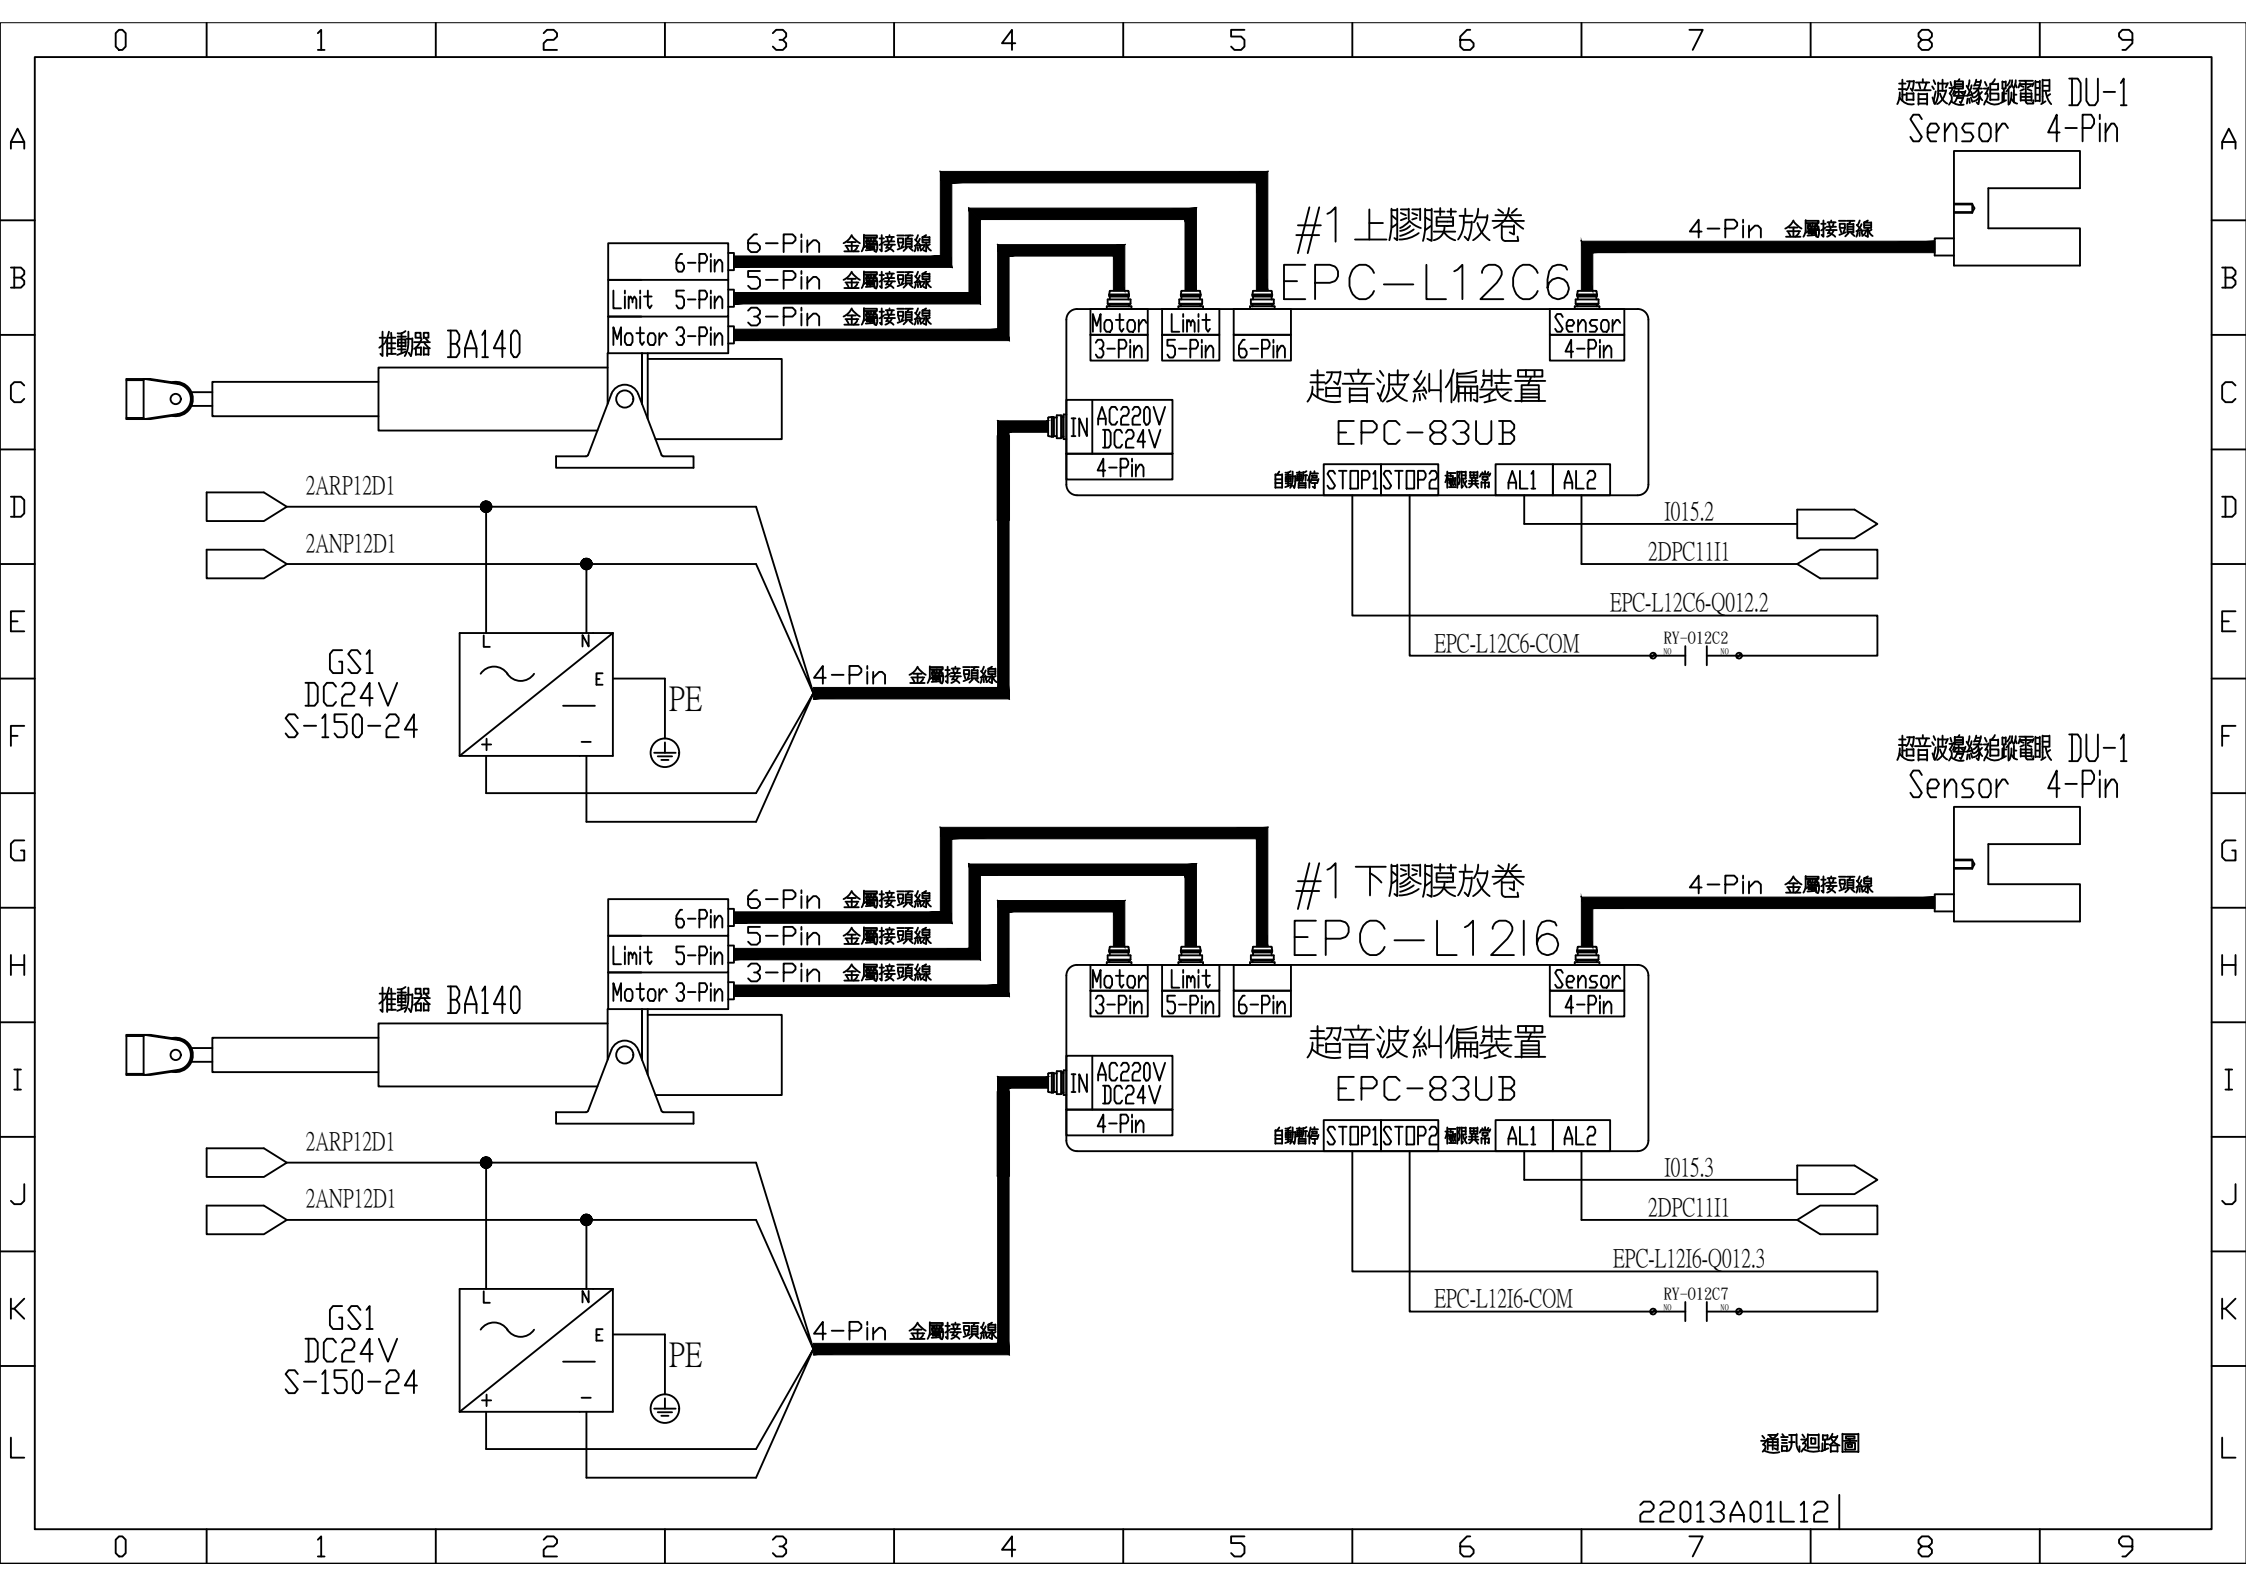 0 1 2 3 4 5 6 7 8 9
A
B
C
D
E
F
G
H
I
J
K
L
A
B
C
D
E
F
G
H
I
J
K
L
超音波邊緣追蹤電眼 DU-1
Sensor 4-Pin
#1 上膠膜放卷
EPC-L12C6
4-Pin 金屬接頭線
6-Pin 金屬接頭線
5-Pin 金屬接頭線
3-Pin 金屬接頭線
6-Pin
Limit 5-Pin
Motor 3-Pin
推動器 BA140
Motor
3-Pin
Limit
5-Pin
6-Pin
Sensor
4-Pin
超音波糾偏裝置
EPC-83UB
IN
AC220V
DC24V
4-Pin
自動暫停 STOP1 STOP2 極限異常 AL1 AL2
2ARP12D1
2ANP12D1
I015.2
2DPC11I1
EPC-L12C6-Q012.2
EPC-L12C6-COM
RY-012C2
NO NO
GS1
DC24V
S-150-24
L N
E
+ -
PE
4-Pin 金屬接頭線
超音波邊緣追蹤電眼 DU-1
Sensor 4-Pin
#1 下膠膜放卷
EPC-L12I6
4-Pin 金屬接頭線
6-Pin 金屬接頭線
5-Pin 金屬接頭線
3-Pin 金屬接頭線
6-Pin
Limit 5-Pin
Motor 3-Pin
推動器 BA140
Motor
3-Pin
Limit
5-Pin
6-Pin
Sensor
4-Pin
超音波糾偏裝置
EPC-83UB
IN
AC220V
DC24V
4-Pin
自動暫停 STOP1 STOP2 極限異常 AL1 AL2
2ARP12D1
2ANP12D1
I015.3
2DPC11I1
EPC-L12I6-Q012.3
EPC-L12I6-COM
RY-012C7
NO NO
GS1
DC24V
S-150-24
L N
E
+ -
PE
4-Pin 金屬接頭線
通訊迴路圖
22013A01L12
0 1 2 3 4 5 6 7 8 9